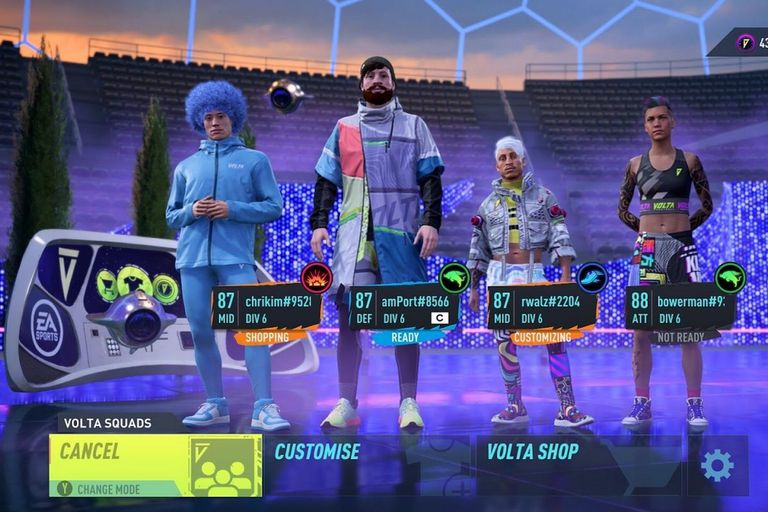 43
VOLTA
VOLTA
EA
SPORTS
87 chrikim#952
MID DIV 6
SHOPPING
87 amPort#8566
DEF DIV 6 C
READY
87 rwalz#2204
MID DIV 6
CUSTOMIZING
88 bowerman#9
ATT DIV 6
NOT READY
VOLTA SQUADS
CANCEL
Y CHANGE MODE
CUSTOMISE
VOLTA SHOP